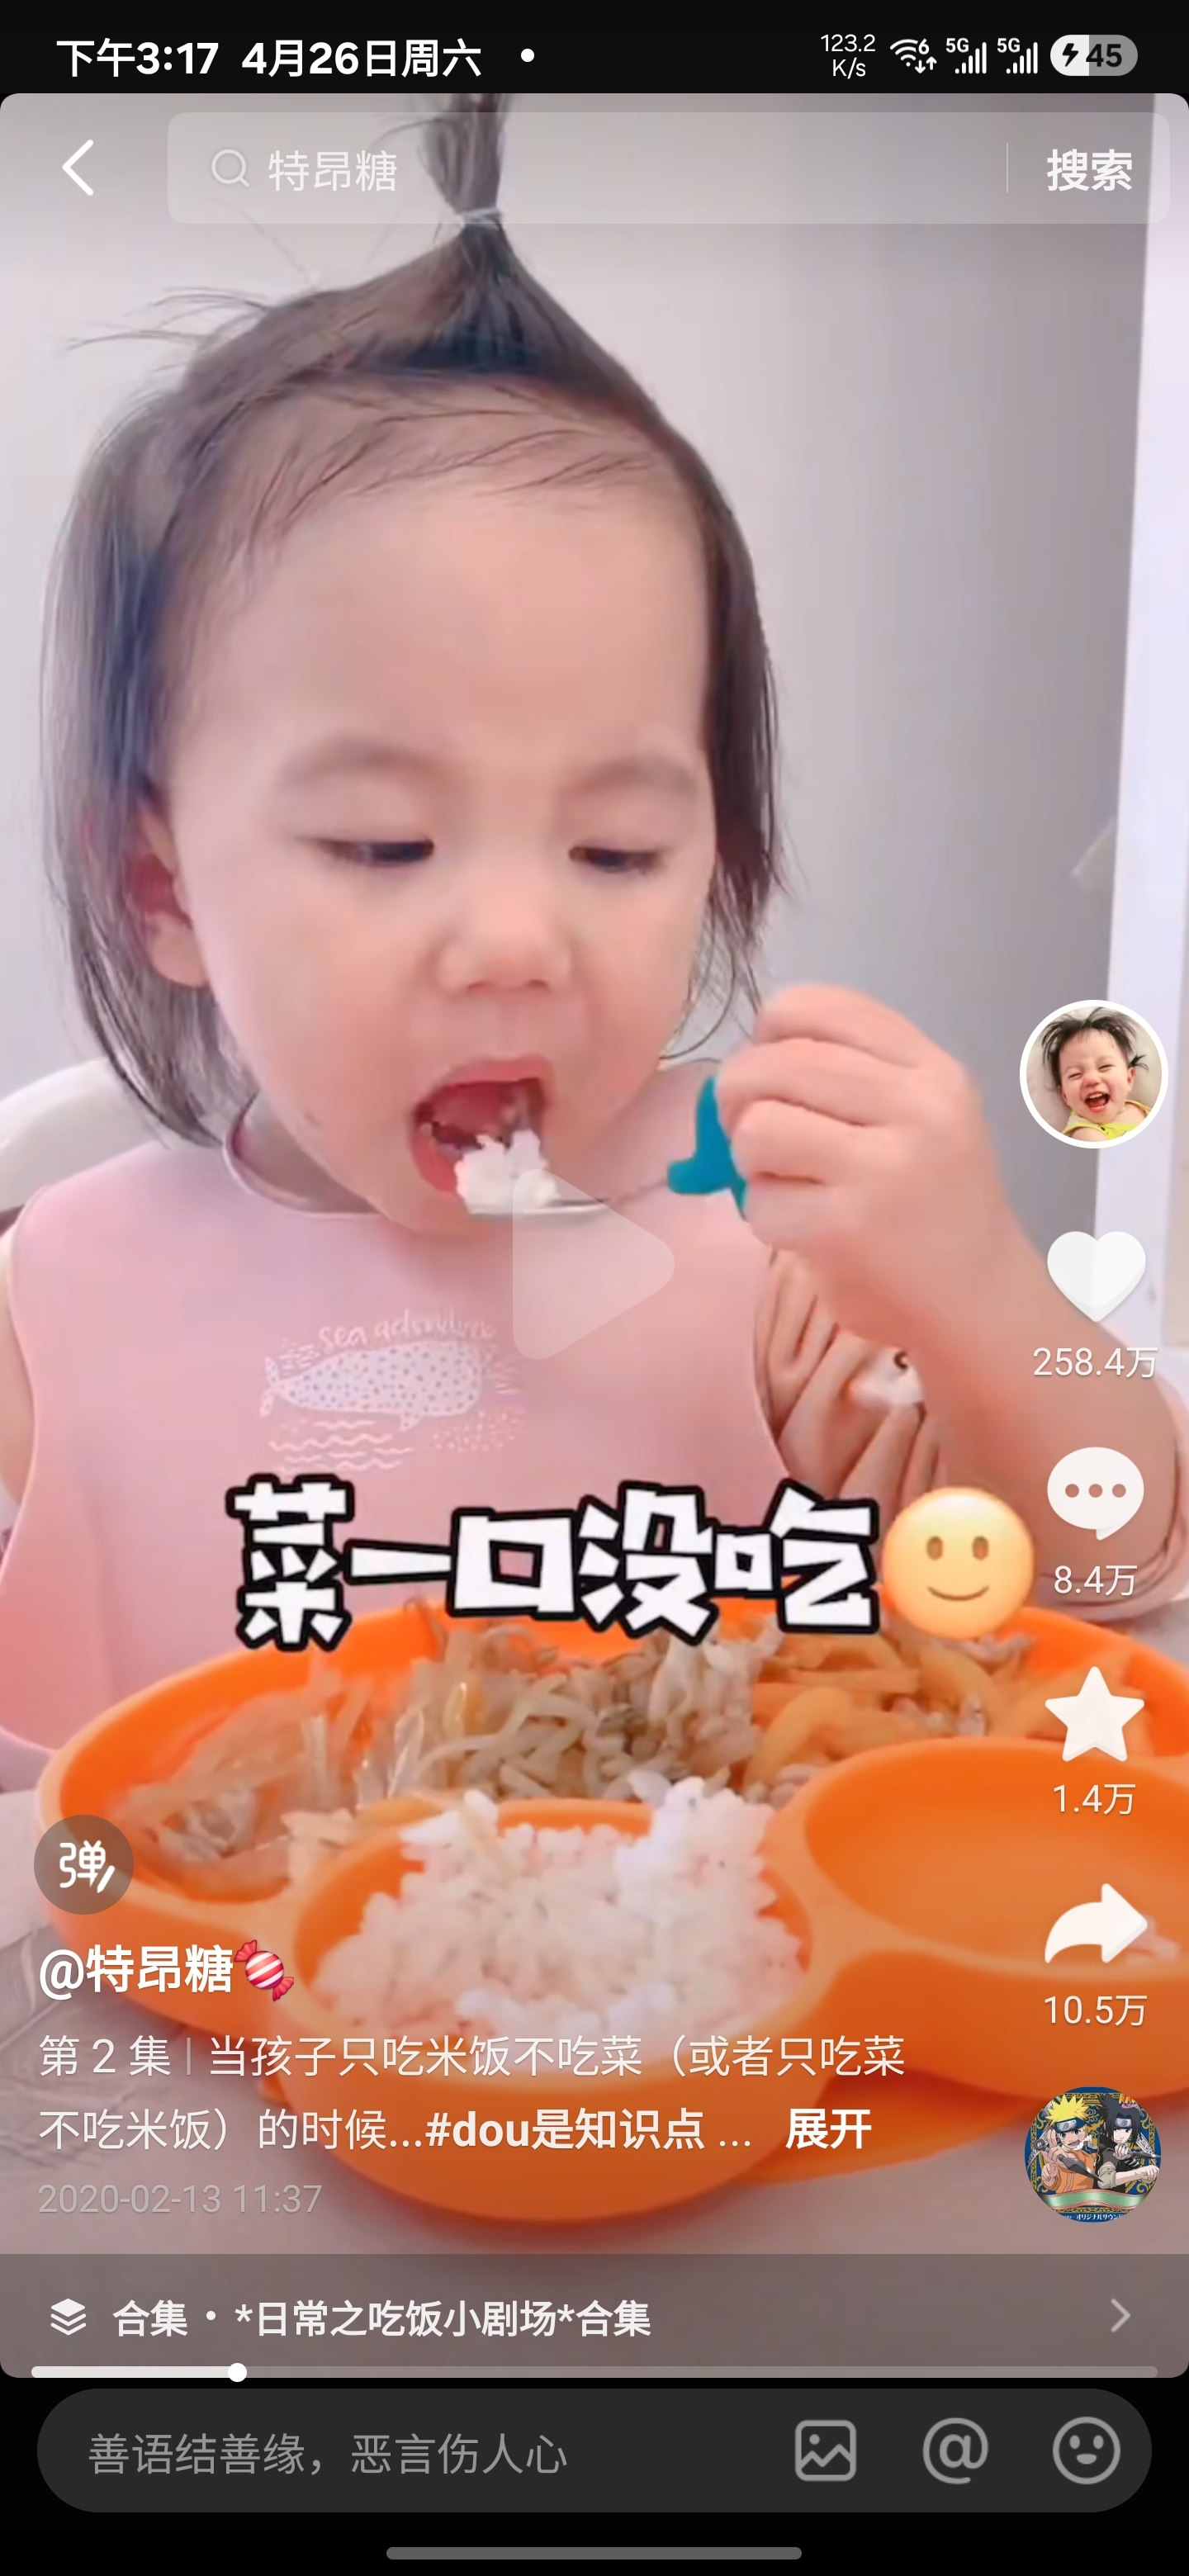 下午3:17 4月26日周六 •
123.2
K/s
6
5G
5G
45
特昂糖
搜索
sea adventure
258.4万
菜一口没吃
8.4万
1.4万
弹
@特昂糖
10.5万
第 2 集 | 当孩子只吃米饭不吃菜（或者只吃菜
不吃米饭）的时候...#dou是知识点 ... 展开
2020-02-13 11:37
合集 • *日常之吃饭小剧场*合集
善语结善缘，恶言伤人心